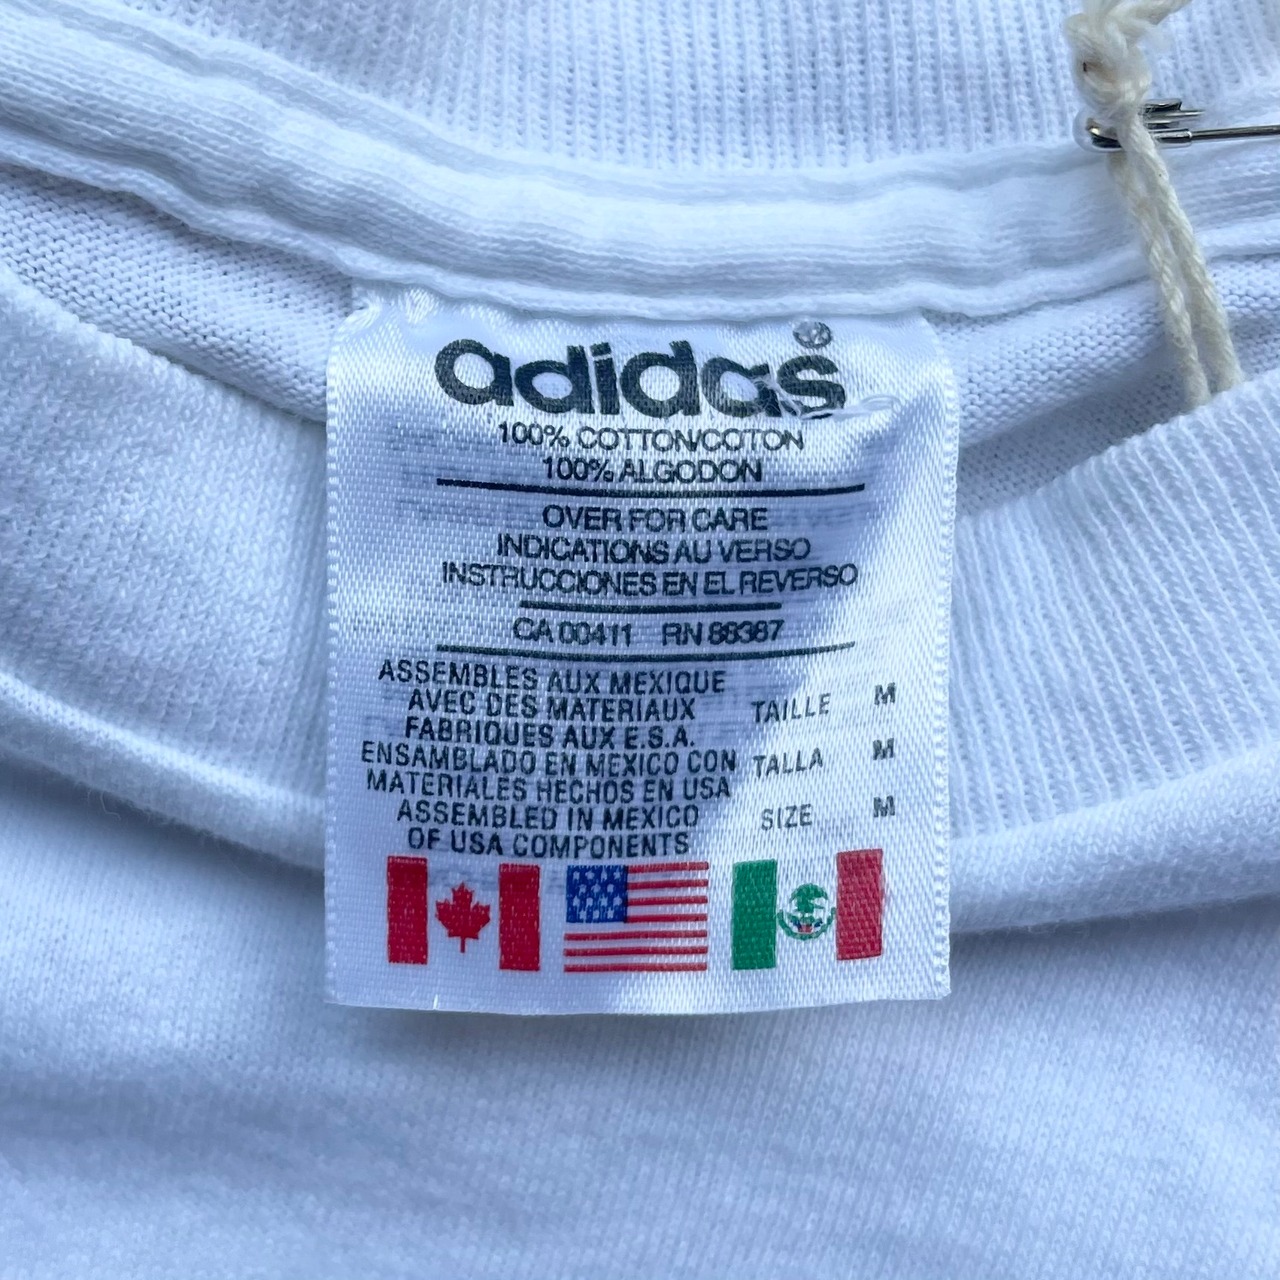 adidas®
100% COTTON/COTON
100% ALGODON
OVER FOR CARE
INDICATIONS AU VERSO
INSTRUCCIONES EN EL REVERSO
CA 00411 RN 88387
ASSEMBLES AUX MEXIQUE
AVEC DES MATERIAUX
FABRIQUES AUX E.S.A.
ENSAMBLADO EN MEXICO CON
MATERIALES HECHOS EN USA
ASSEMBLED IN MEXICO
OF USA COMPONENTS
TAILLE M
TALLA M
SIZE M